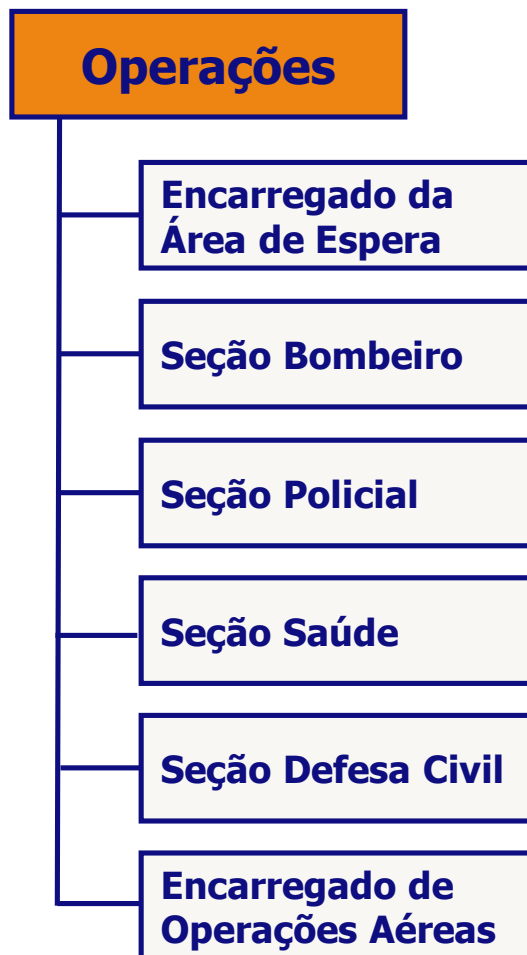 Operações
Encarregado da
Área de Espera
Seção Bombeiro
Seção Policial
Seção Saúde
Seção Defesa Civil
Encarregado de
Operações Aéreas